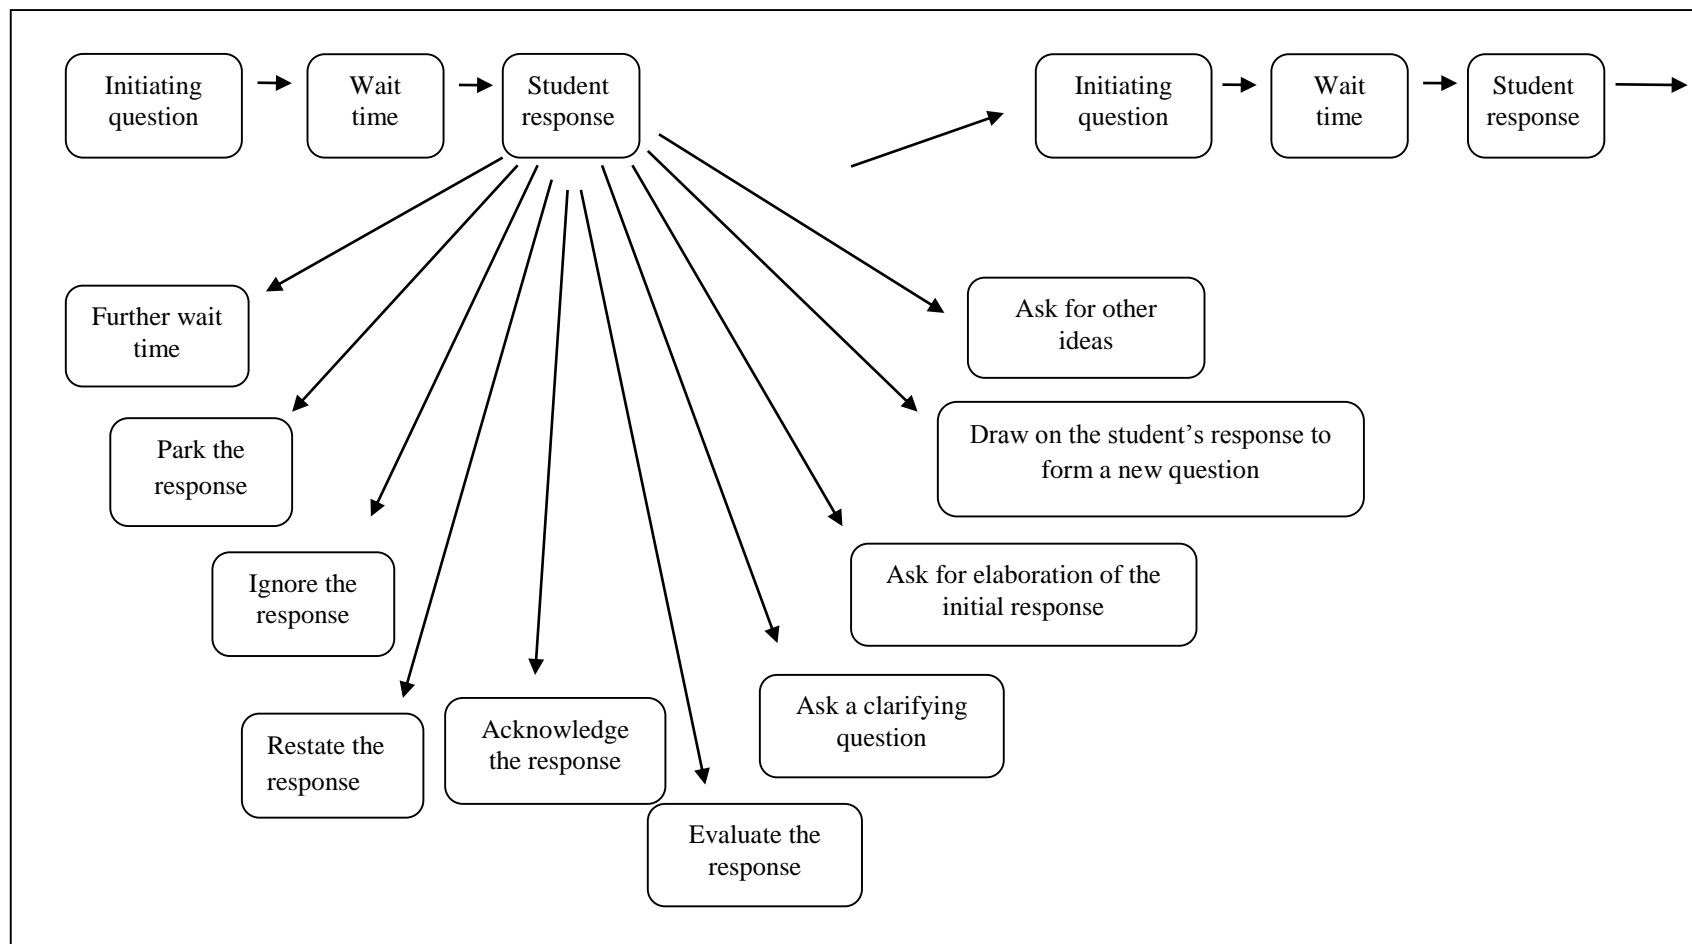 Initiating
question
Wait
time
Student
response
Initiating
question
Wait
time
Student
response
Further wait
time
Park the
response
Ignore the
response
Restate the
response
Acknowledge
the response
Evaluate the
response
Ask a clarifying
question
Ask for elaboration of the
initial response
Draw on the student’s response to
form a new question
Ask for other
ideas